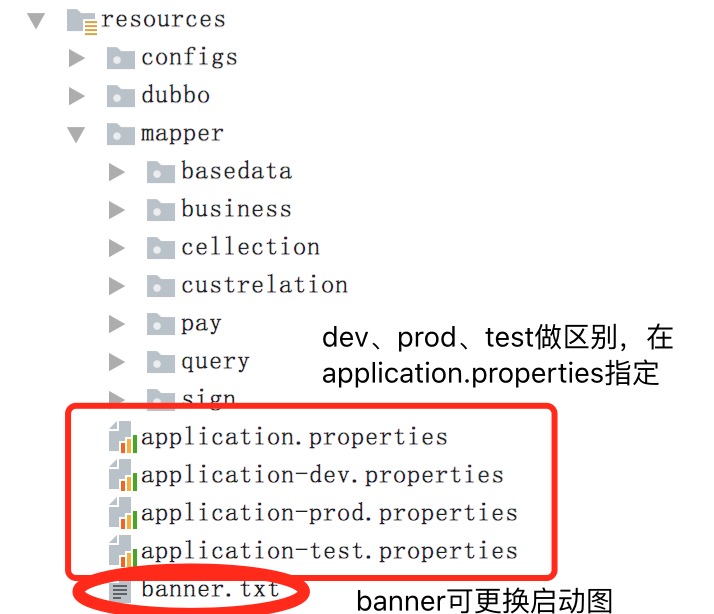 resources
configs
dubbo
mapper
basedata
business
cellection
custrelation
pay
query
sign
dev、prod、test做区别，在
application.properties指定
application.properties
application-dev.properties
application-prod.properties
application-test.properties
banner.txt
banner可更换启动图